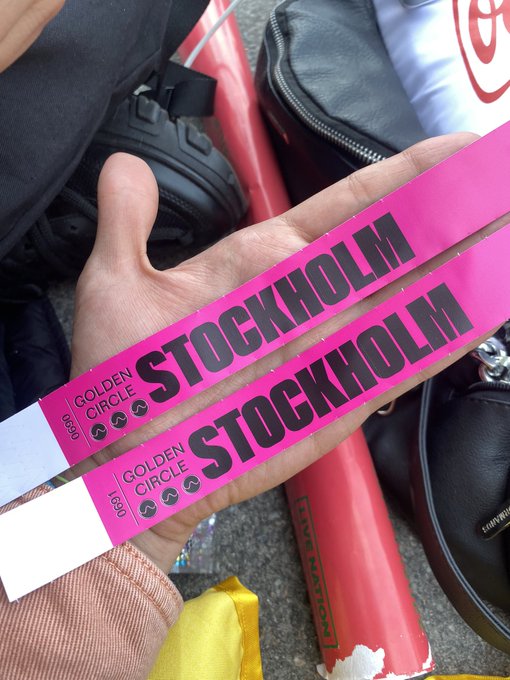 0690
GOLDEN
CIRCLE
STOCKHOLM
0691
GOLDEN
CIRCLE
STOCKHOLM
LIVE NATION